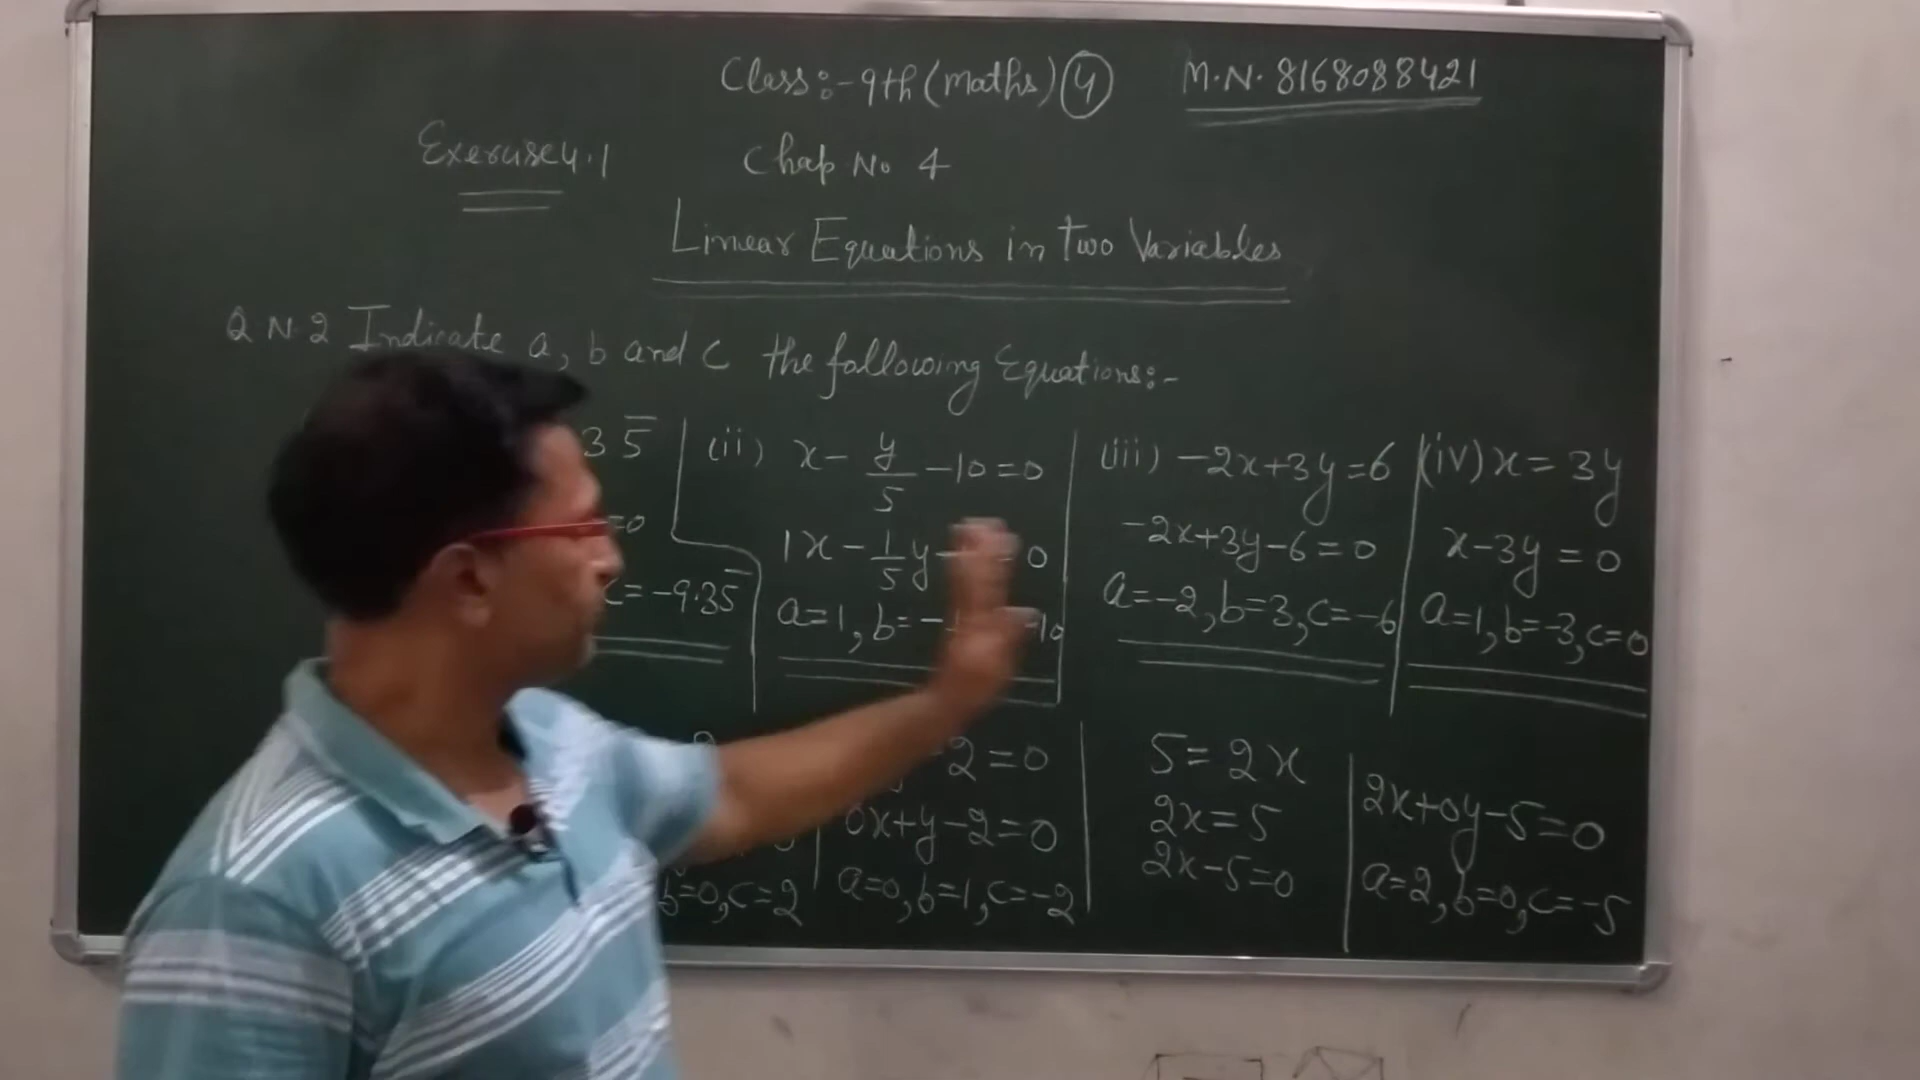 Class:-9th (Maths) 4 M.N. 8168088421
Exercise 4.1 Chap No 4
Linear Equations in two Variables
Q N.2 Indicate a, b and c the following Equations:-
35̅
=0
c=-9.35̅
(ii) x - y/5 -10=0
1x - 1/5 y - 0
a=1, b=- -10
(iii) -2x+3y=6
-2x+3y-6=0
a=-2, b=3, c=-6
(iv) x = 3y
x-3y=0
a=1, b=-3, c=0
b=0, c=2
2=0
0x+y-2=0
a=0, b=1, c=-2
5=2x
2x=5
2x-5=0
2x+0y-5=0
a=2, b=0, c=-5